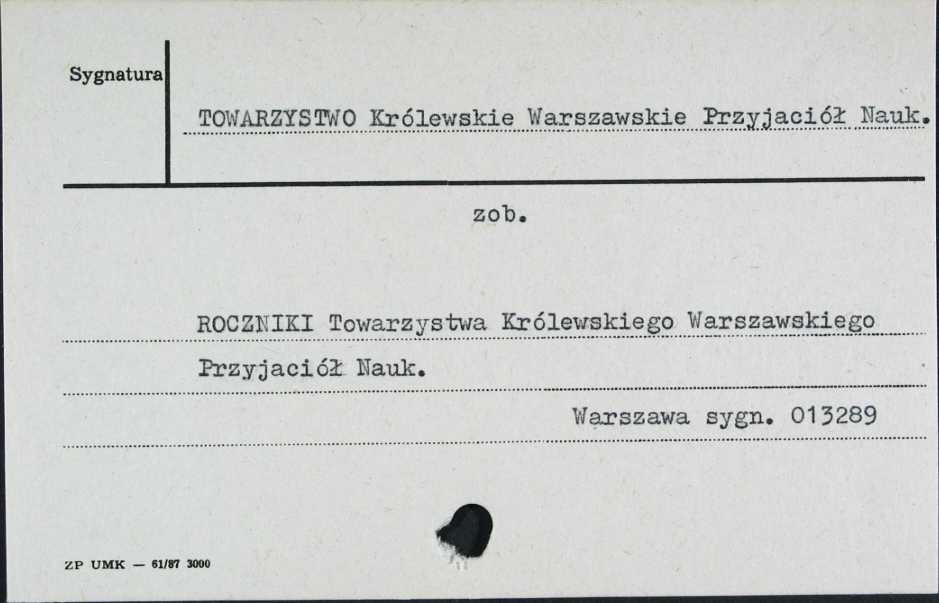 Sygnatura
TOWARZYSTWO Królewskie Warszawskie Przyjaciół Nauk.
zob.
ROCZNIKI Towarzystwa Królewskiego Warszawskiego
Przyjaciół Nauk.
Warszawa sygn. 013289
ZP UMK — 61/87 3000